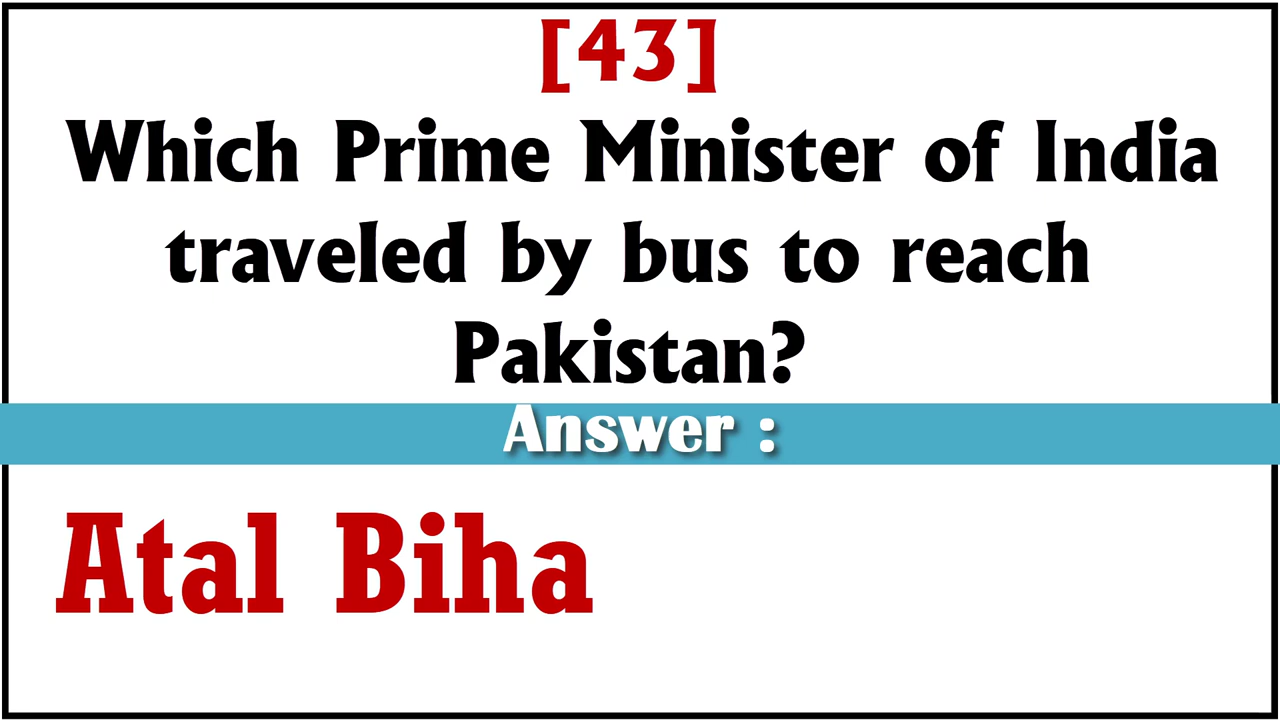 [43]
Which Prime Minister of India
traveled by bus to reach
Pakistan?
Answer :
Atal Biha